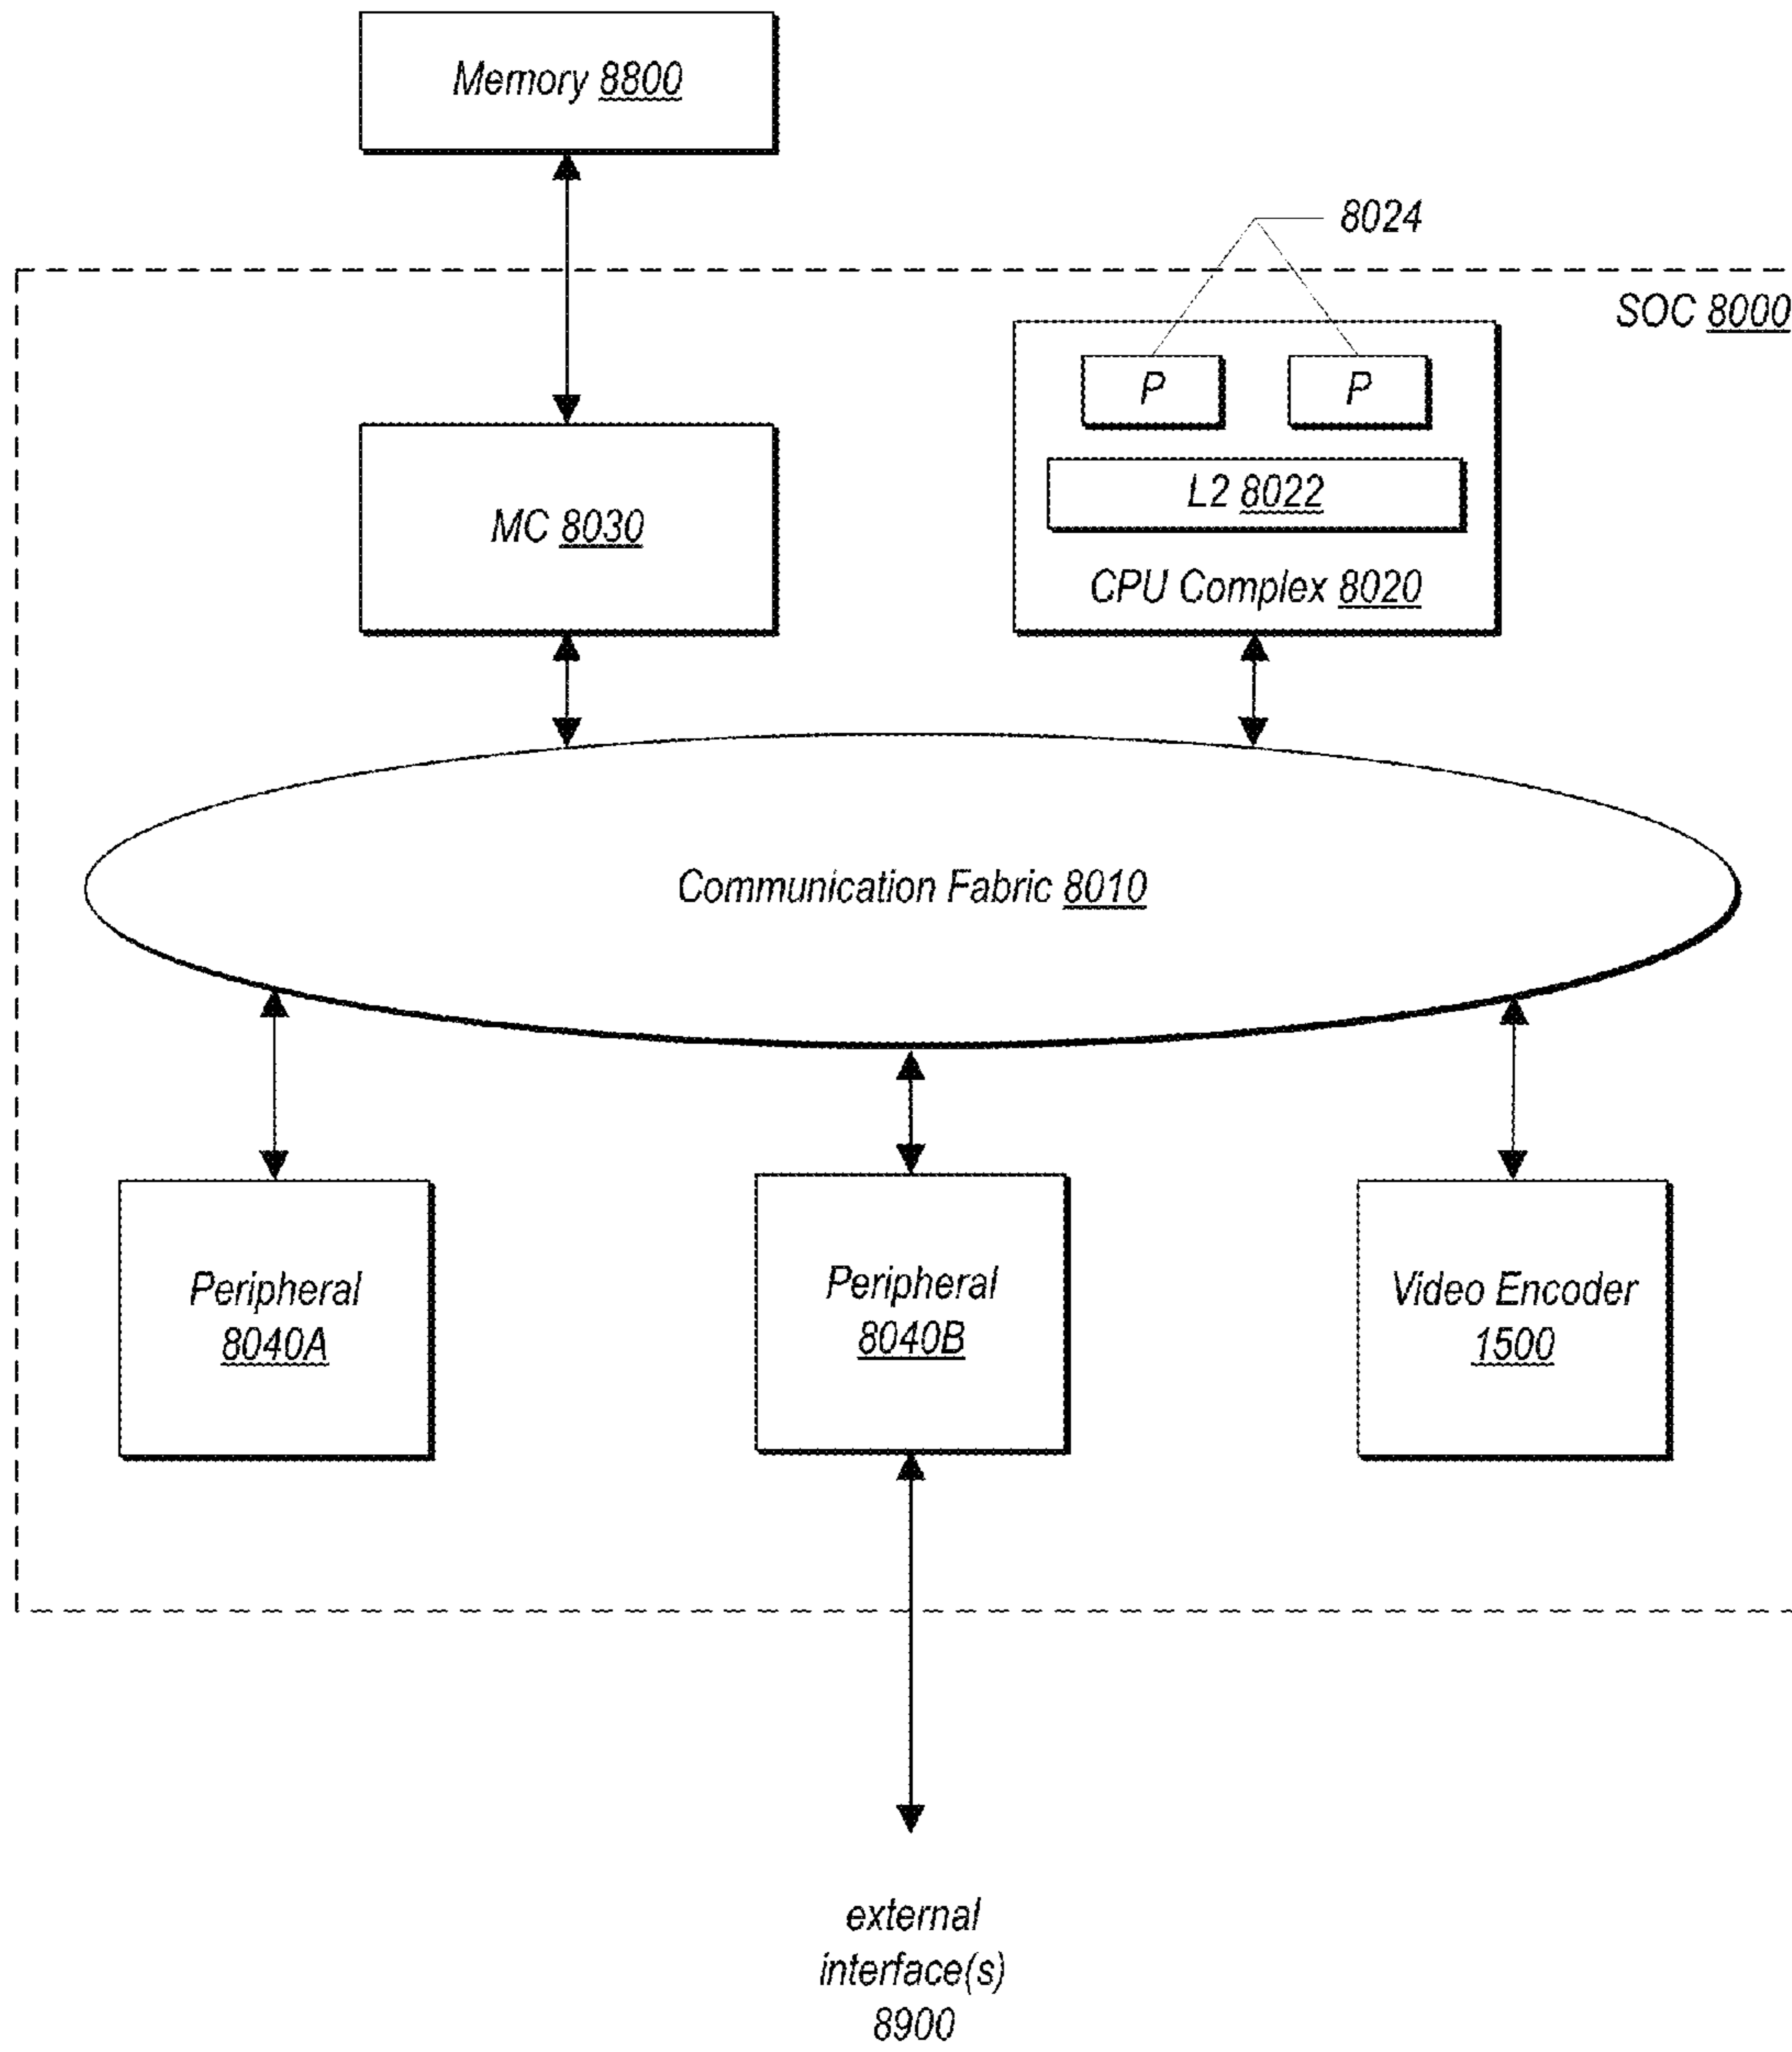 Memory 8800
8024
SOC 8000
P P
L2 8022
MC 8030
CPU Complex 8020
Communication Fabric 8010
Peripheral
8040A
Peripheral
8040B
Video Encoder
1500
external
interface(s)
8900